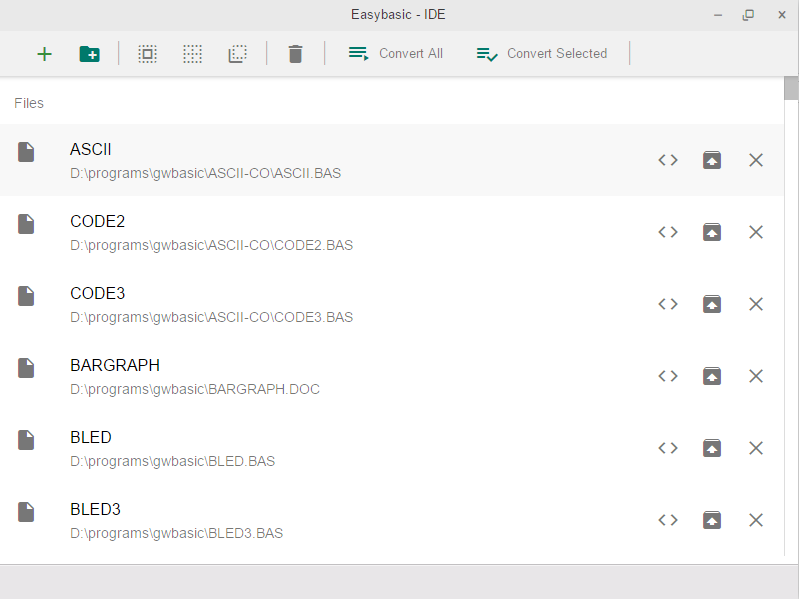 Easybasic - IDE
Convert All
Convert Selected
Files
ASCII
D:\programs\gwbasic\ASCII-CO\ASCII.BAS
CODE2
D:\programs\gwbasic\ASCII-CO\CODE2.BAS
CODE3
D:\programs\gwbasic\ASCII-CO\CODE3.BAS
BARGRAPH
D:\programs\gwbasic\BARGRAPH.DOC
BLED
D:\programs\gwbasic\BLED.BAS
BLED3
D:\programs\gwbasic\BLED3.BAS